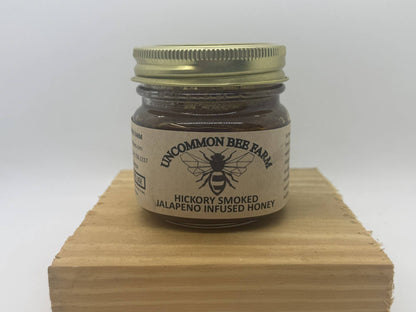 UNCOMMON BEE FARM
HICKORY SMOKED
JALAPENO INFUSED HONEY